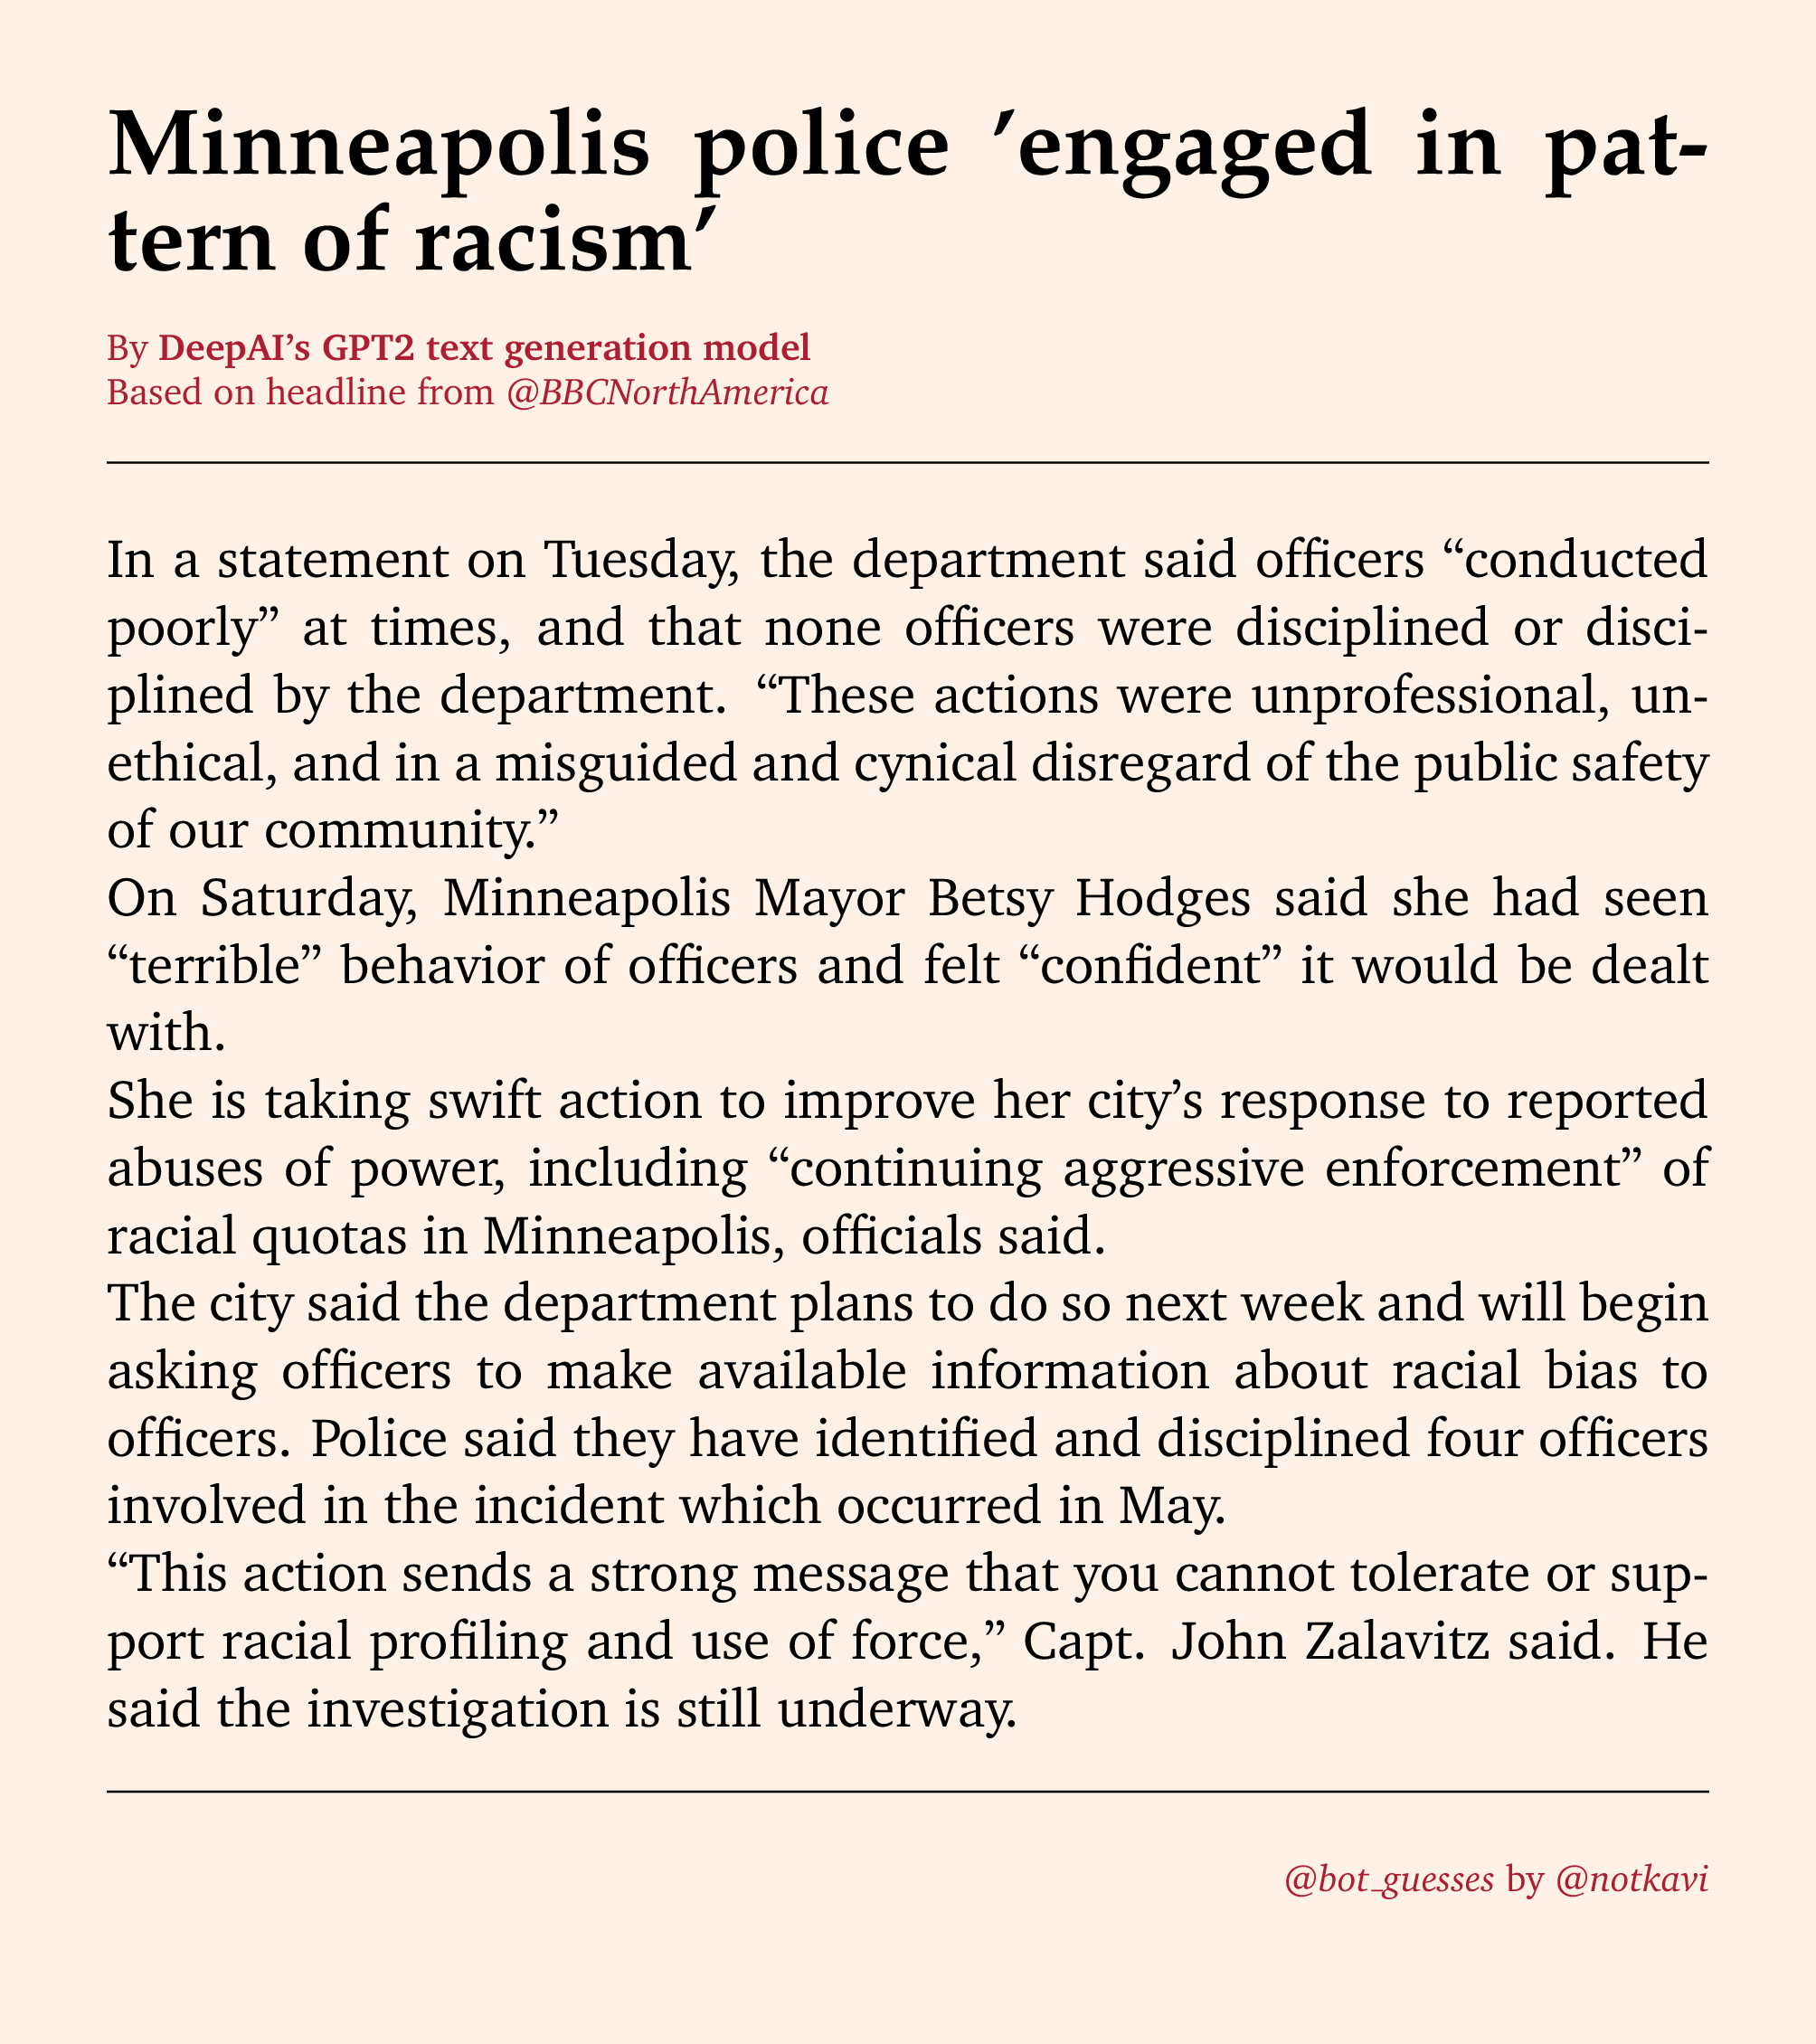 Minneapolis police ’engaged in pat-
tern of racism’
By DeepAI’s GPT2 text generation model
Based on headline from @BBCNorthAmerica
In a statement on Tuesday, the department said officers “conducted
poorly” at times, and that none officers were disciplined or disci-
plined by the department. “These actions were unprofessional, un-
ethical, and in a misguided and cynical disregard of the public safety
of our community.”
On Saturday, Minneapolis Mayor Betsy Hodges said she had seen
“terrible” behavior of officers and felt “confident” it would be dealt
with.
She is taking swift action to improve her city’s response to reported
abuses of power, including “continuing aggressive enforcement” of
racial quotas in Minneapolis, officials said.
The city said the department plans to do so next week and will begin
asking officers to make available information about racial bias to
officers. Police said they have identified and disciplined four officers
involved in the incident which occurred in May.
“This action sends a strong message that you cannot tolerate or sup-
port racial profiling and use of force,” Capt. John Zalavitz said. He
said the investigation is still underway.
@bot_guesses by @notkavi